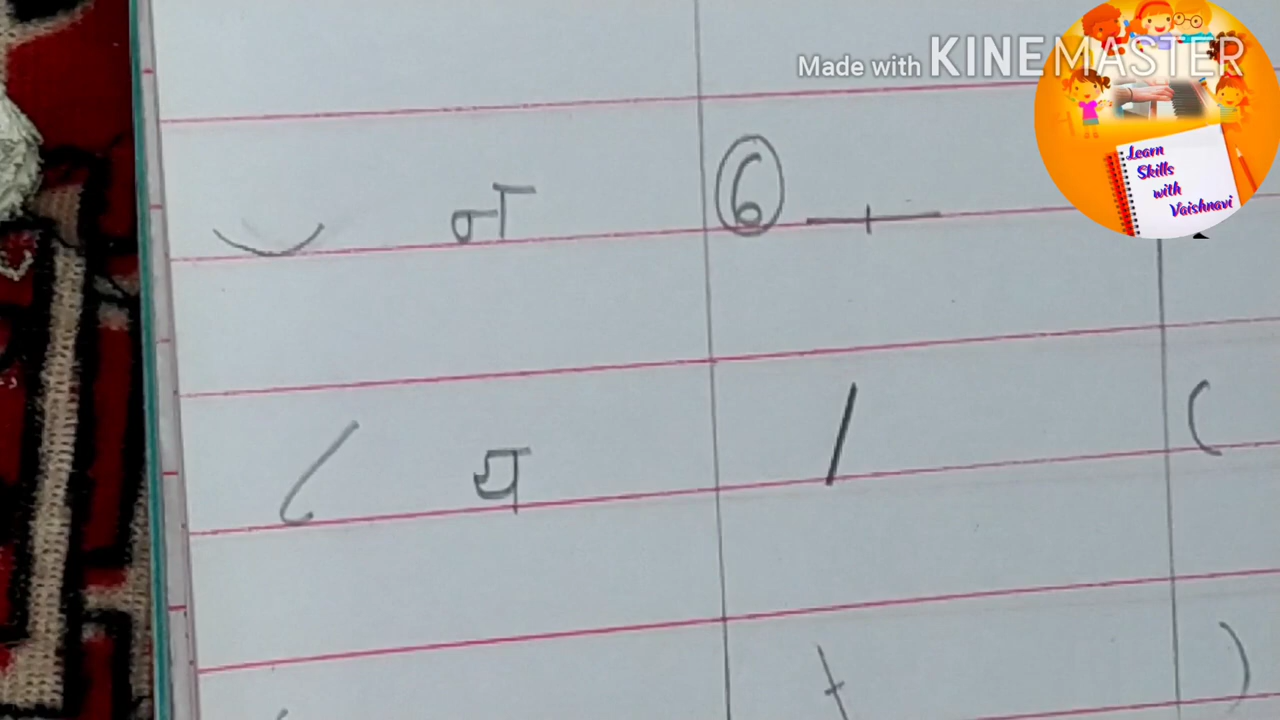 Made with KINEMASTER
Learn
Skills
with
Vaishnavi
न 6
य